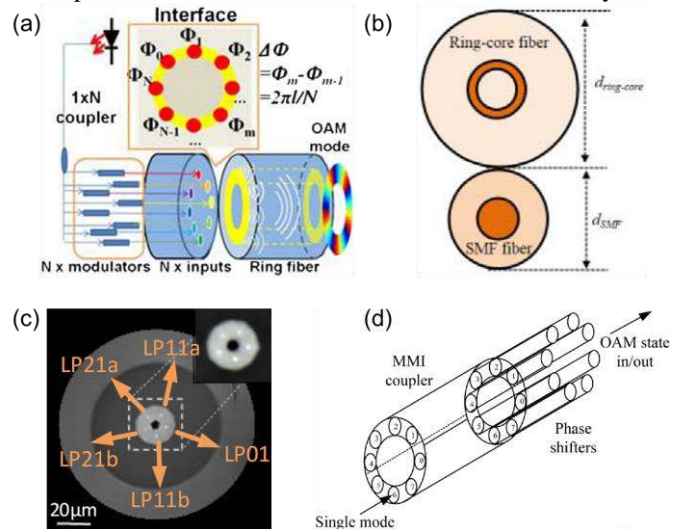 (a)
Interface
Φ0
Φ1
Φ2
ΦN
ΦN-1
Φm
...
...
ΔΦ
=Φm-Φm-1
=2πl/N
1xN
coupler
OAM
mode
N x modulators
N x inputs
Ring fiber
(b)
Ring-core fiber
dring-core
SMF fiber
dSMF
(c)
LP21a
LP11a
LP21b
LP01
LP11b
20μm
(d)
MMI
coupler
OAM state
in/out
Phase
shifters
Single mode